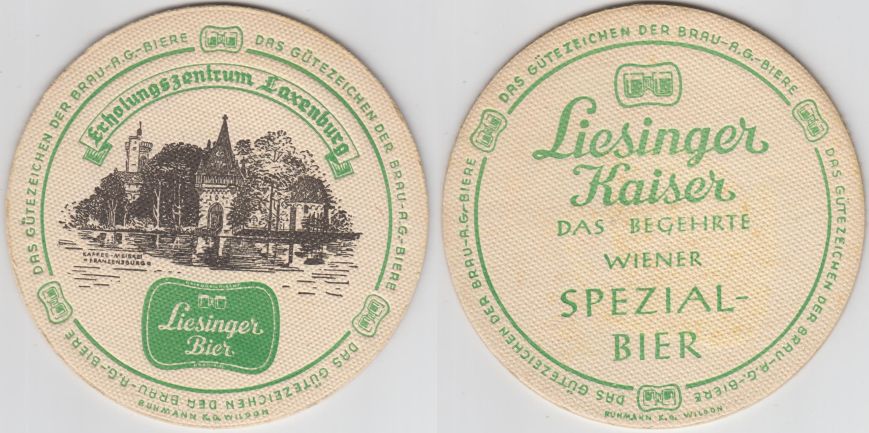 DAS GÜTEZEICHEN DER BRAU-A.G.-BIERE
DAS GÜTEZEICHEN DER BRAU-A.G.-BIERE
DAS GÜTEZEICHEN DER BRAU-A.G.-BIERE
Erholungszentrum Laxenburg
KAFFEE-MEIEREI
"FRANZENSBURG"
Liesinger
Bier
RUHMANN K.G. WILDON
DAS GÜTEZEICHEN DER BRAU-A.G.-BIERE
DAS GÜTEZEICHEN DER BRAU-A.G.-BIERE
DAS GÜTEZEICHEN DER BRAU-A.G.-BIERE
Liesinger
Kaiser
DAS BEGEHRTE
WIENER
SPEZIAL-
BIER
RUHMANN K.G. WILDON